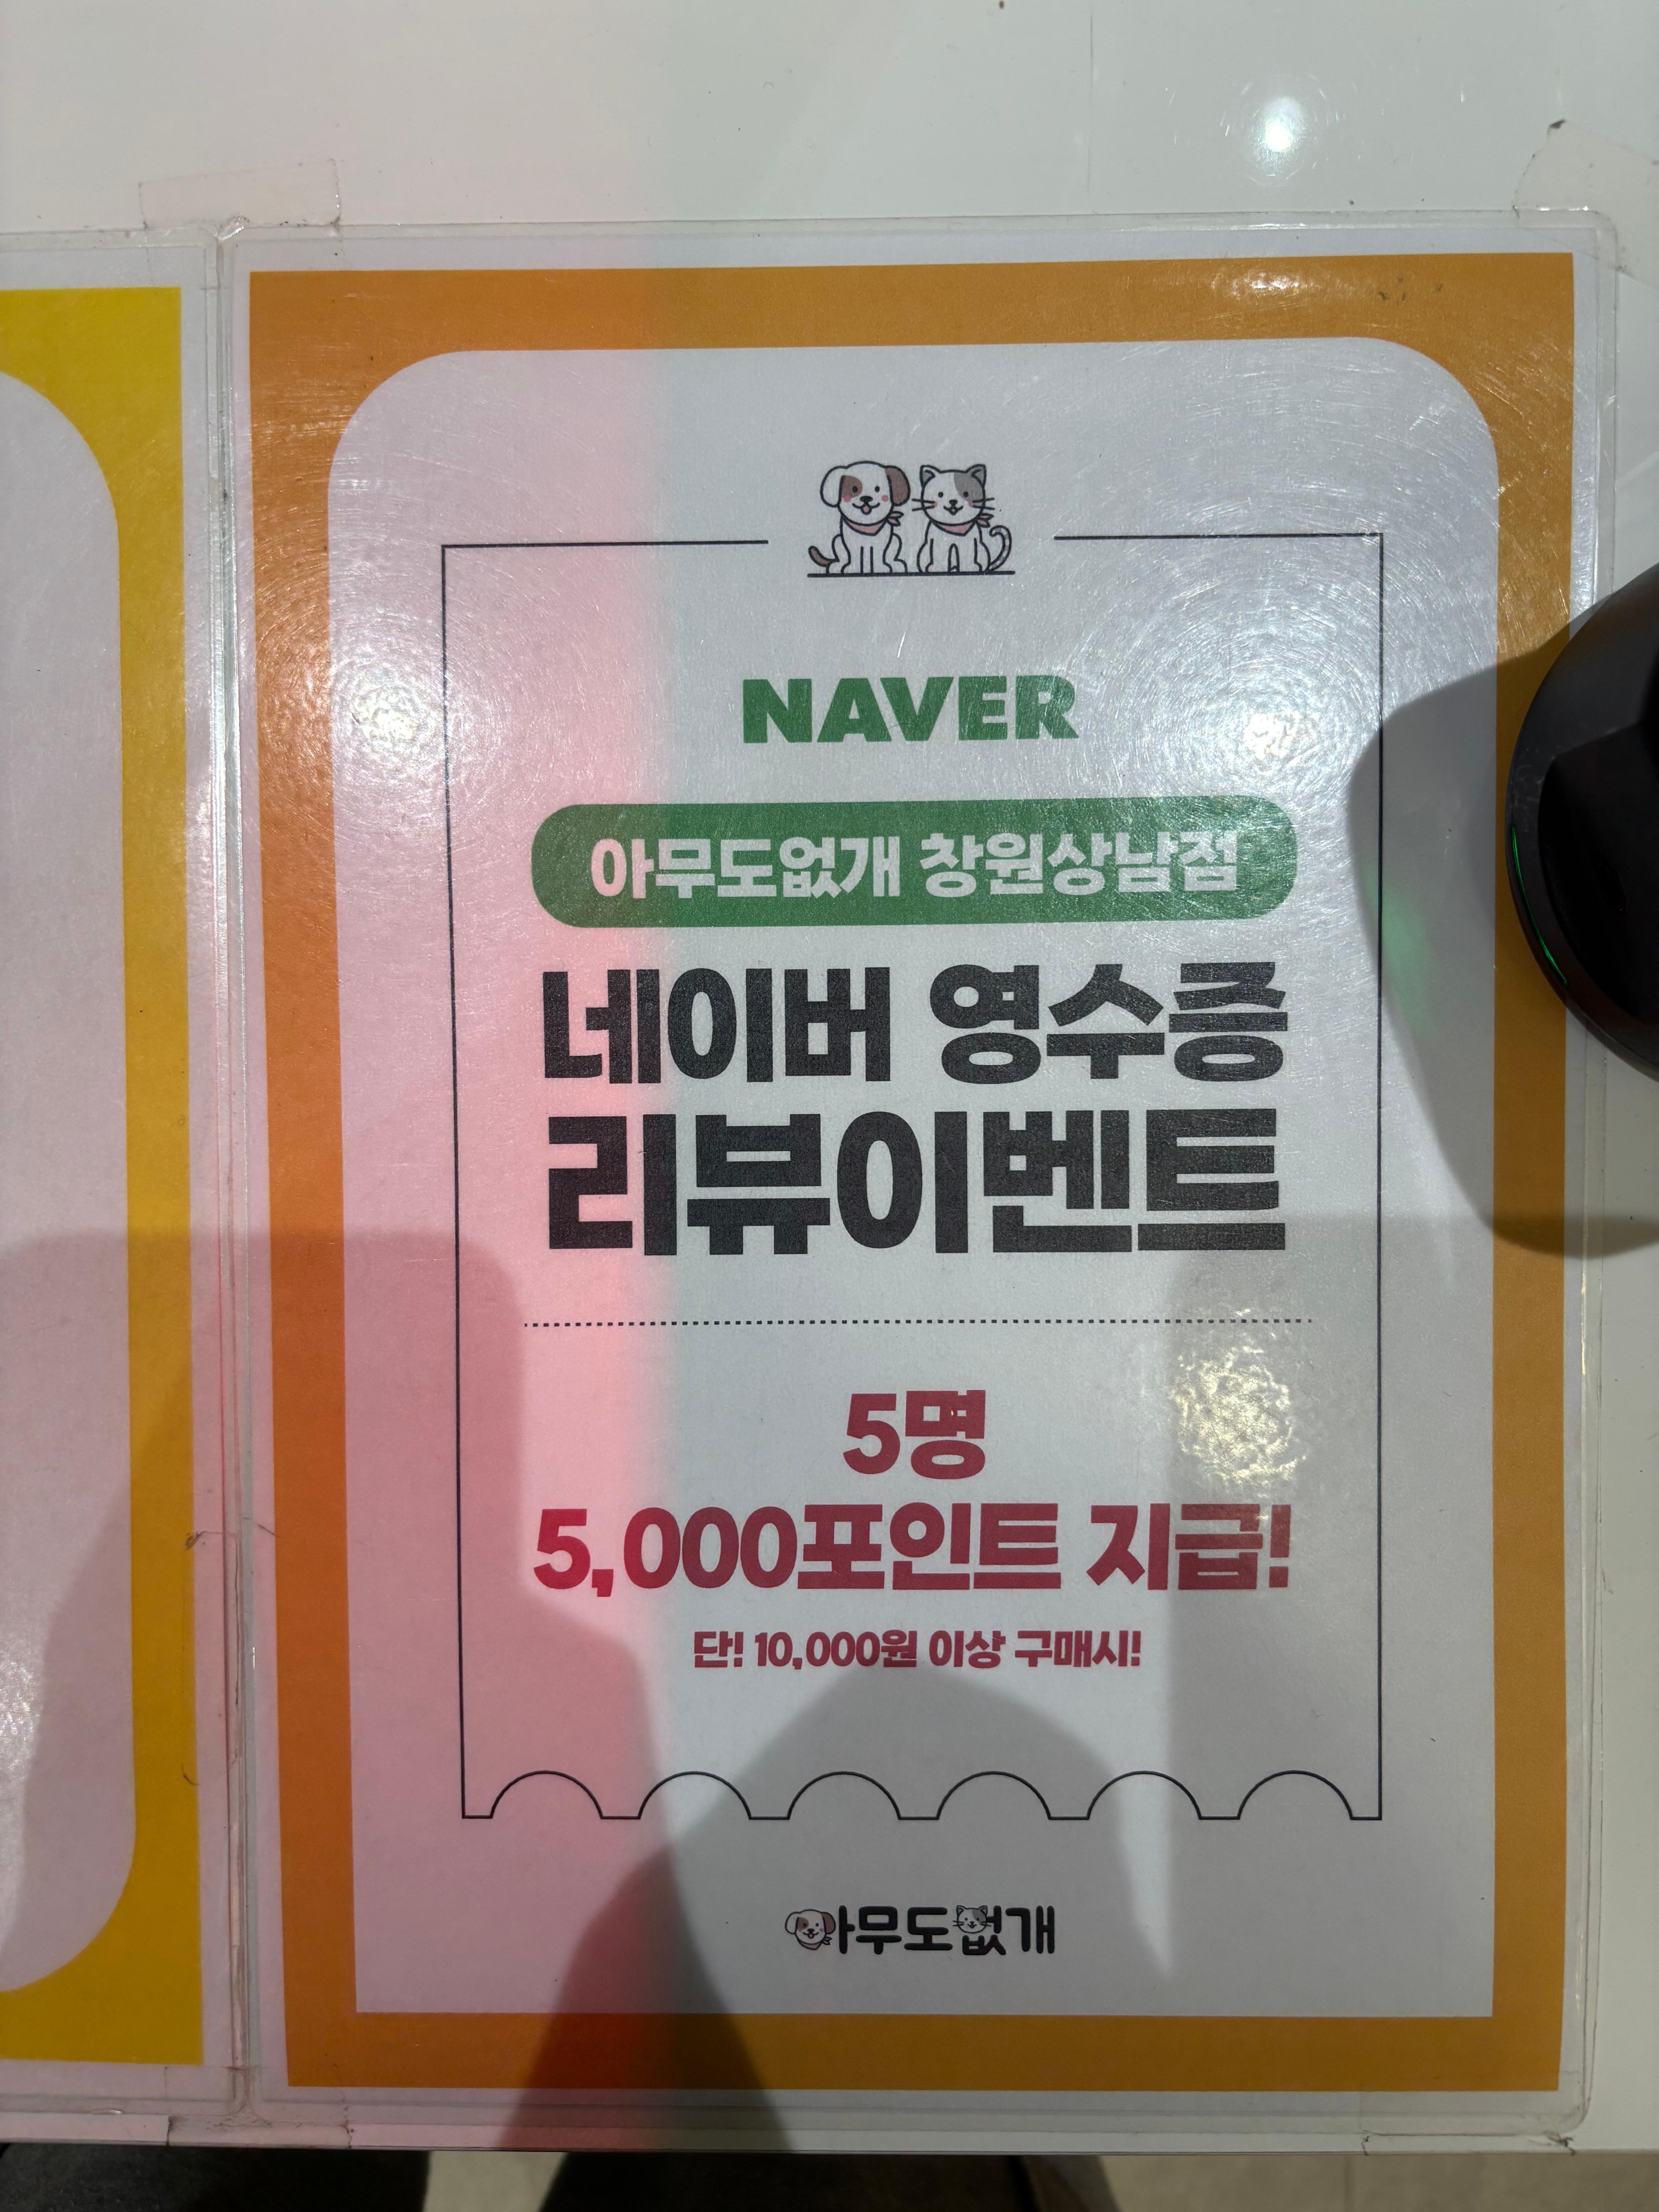 NAVER
아무도없개 창원상남점
네이버 영수증
리뷰이벤트
5명
5,000포인트 지급!
단! 10,000원 이상 구매시!
아무도없개